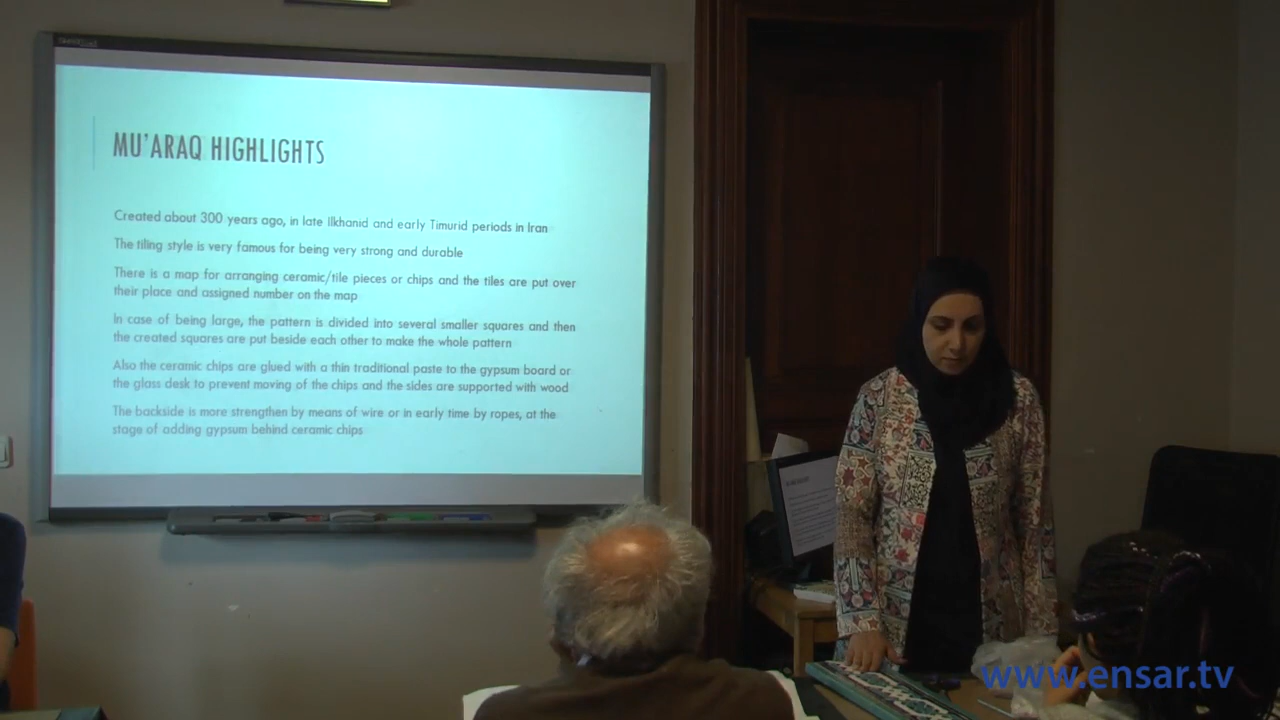 MU'ARAQ HIGHLIGHTS
Created about 300 years ago, in late Ilkhanid and early Timurid periods in Iran
The tiling style is very famous for being very strong and durable
There is a map for arranging ceramic/tile pieces or chips and the tiles are put over
their place and assigned number on the map
In case of being large, the pattern is divided into several smaller squares and then
the created squares are put beside each other to make the whole pattern
Also the ceramic chips are glued with a thin traditional paste to the gypsum board or
the glass desk to prevent moving of the chips and the sides are supported with wood
The backside is more strengthen by means of wire or in early time by ropes, at the
stage of adding gypsum behind ceramic chips
www.ensar.tv